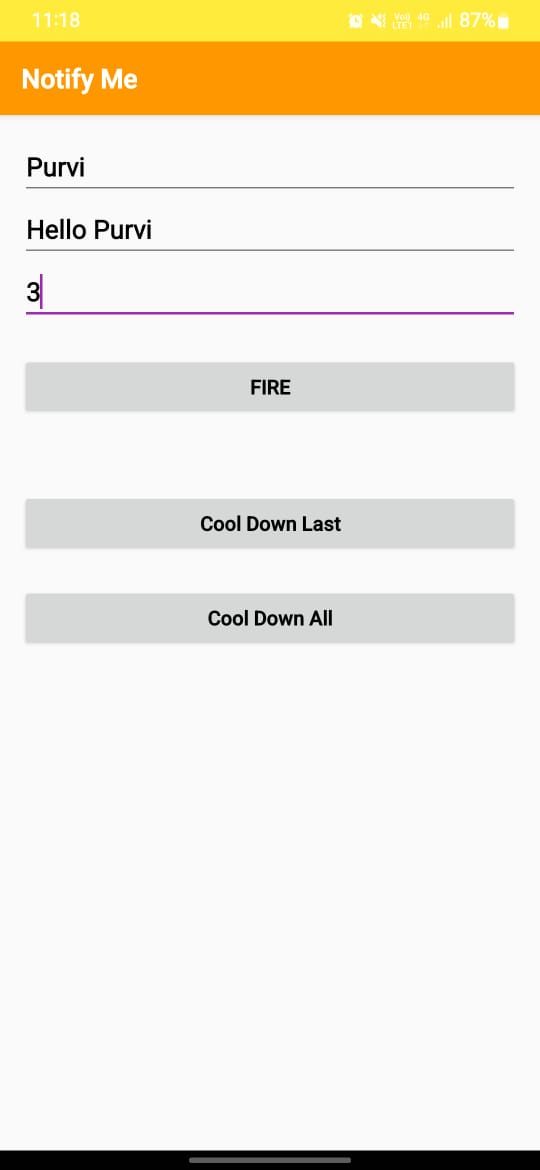 11:18
Vo)) 4G
LTE1
87%
Notify Me
Purvi
Hello Purvi
3
FIRE
Cool Down Last
Cool Down All